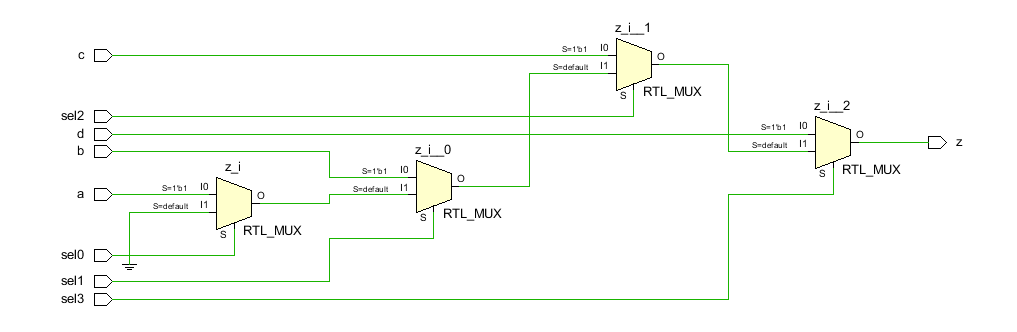 z_i__1
c
S=1'b1 I0
O
S=default I1
S
RTL_MUX
sel2
z_i__2
d
S=1'b1 I0
O
z
b
S=default I1
z_i__0
S
RTL_MUX
S=1'b1 I0
z_i
O
a
S=1'b1 I0
S=default I1
O
S=default I1
S
RTL_MUX
S
RTL_MUX
sel0
sel1
sel3